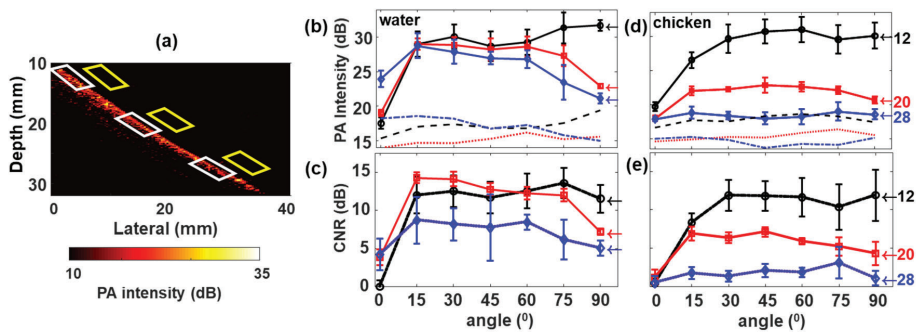 (a)
10
20
30
Depth (mm)
0
20
40
Lateral (mm)
10
35
PA intensity (dB)
(b)
water
30
25
20
15
PA Intensity (dB)
(c)
15
10
5
0
CNR (dB)
0
15
30
45
60
75
90
angle (⁰)
(d)
chicken
12
20
28
(e)
12
20
28
0
15
30
45
60
75
90
angle (⁰)